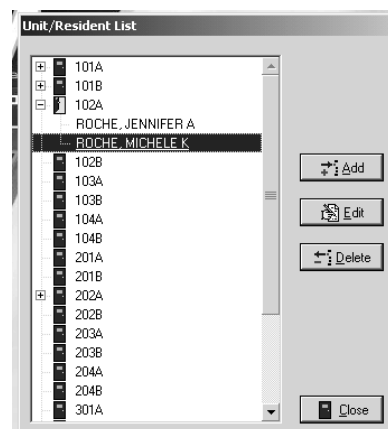 Unit/Resident List
101A
101B
102A
ROCHE, JENNIFER A
ROCHE, MICHELE K
102B
103A
103B
104A
104B
201A
201B
202A
202B
203A
203B
204A
204B
301A
Add
Edit
Delete
Close